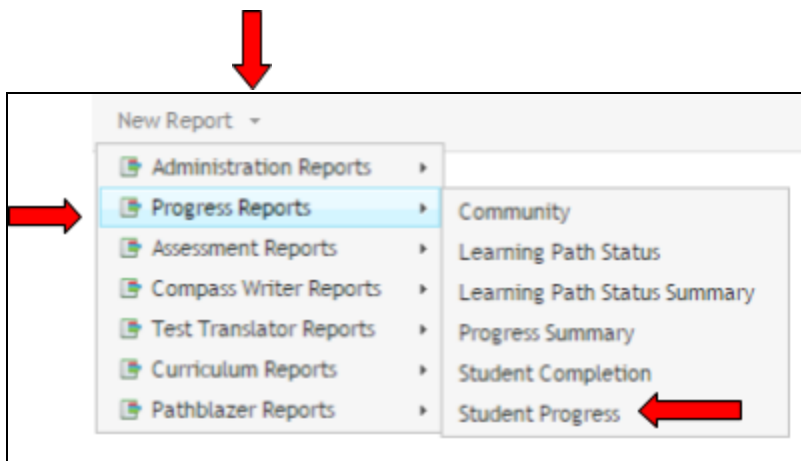 New Report
Administration Reports
Progress Reports
Assessment Reports
Compass Writer Reports
Test Translator Reports
Curriculum Reports
Pathblazer Reports
Community
Learning Path Status
Learning Path Status Summary
Progress Summary
Student Completion
Student Progress